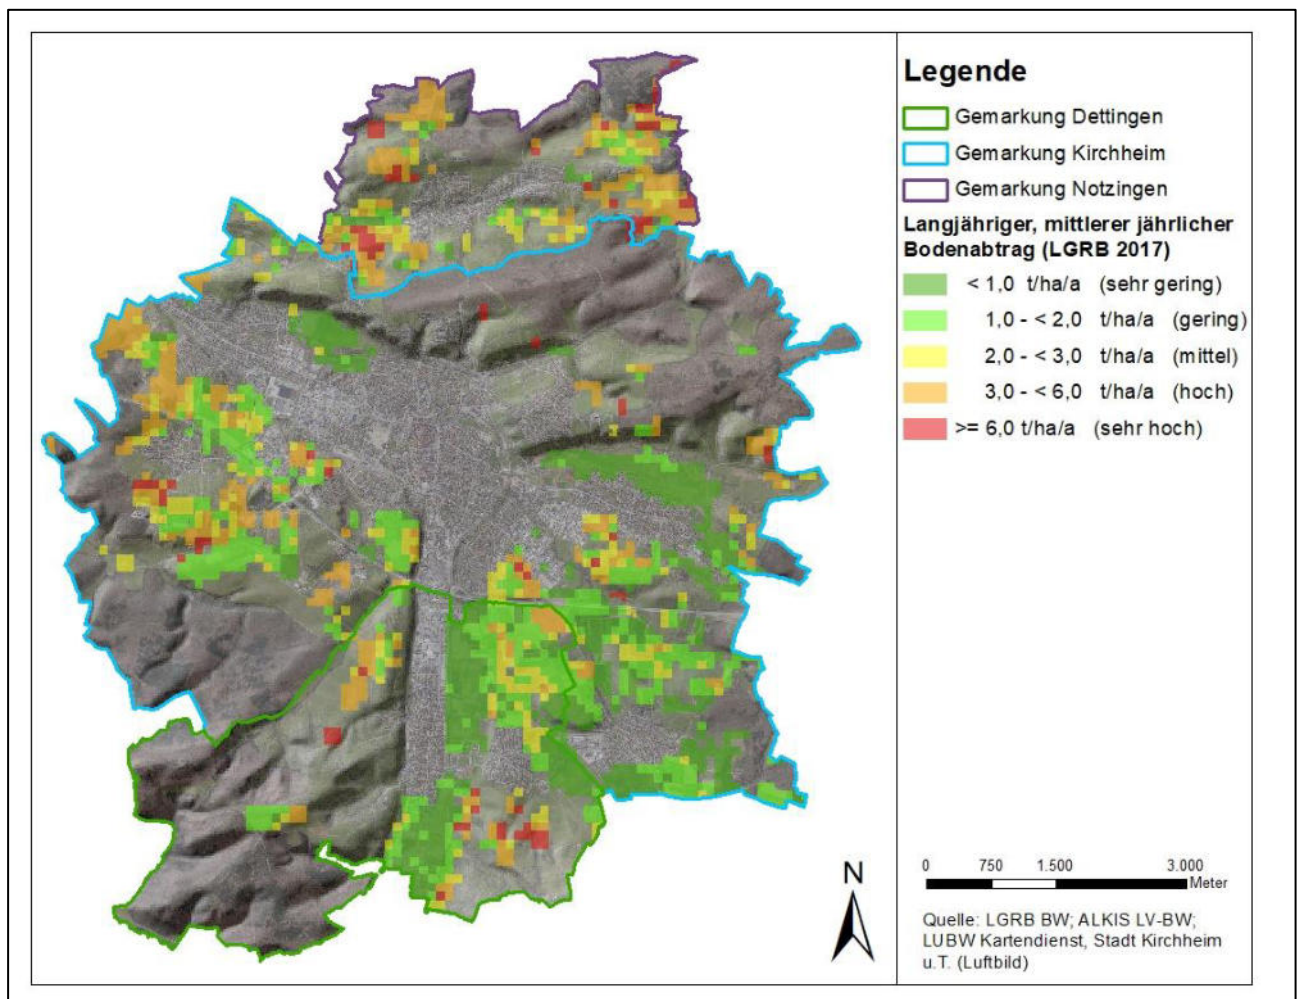 Legende
Gemarkung Dettingen
Gemarkung Kirchheim
Gemarkung Notzingen
Langjähriger, mittlerer jährlicher
Bodenabtrag (LGRB 2017)
< 1,0 t/ha/a (sehr gering)
1,0 - < 2,0 t/ha/a (gering)
2,0 - < 3,0 t/ha/a (mittel)
3,0 - < 6,0 t/ha/a (hoch)
>= 6,0 t/ha/a (sehr hoch)
N
0 750 1.500 3.000
Meter
Quelle: LGRB BW; ALKIS LV-BW;
LUBW Kartendienst, Stadt Kirchheim
u.T. (Luftbild)